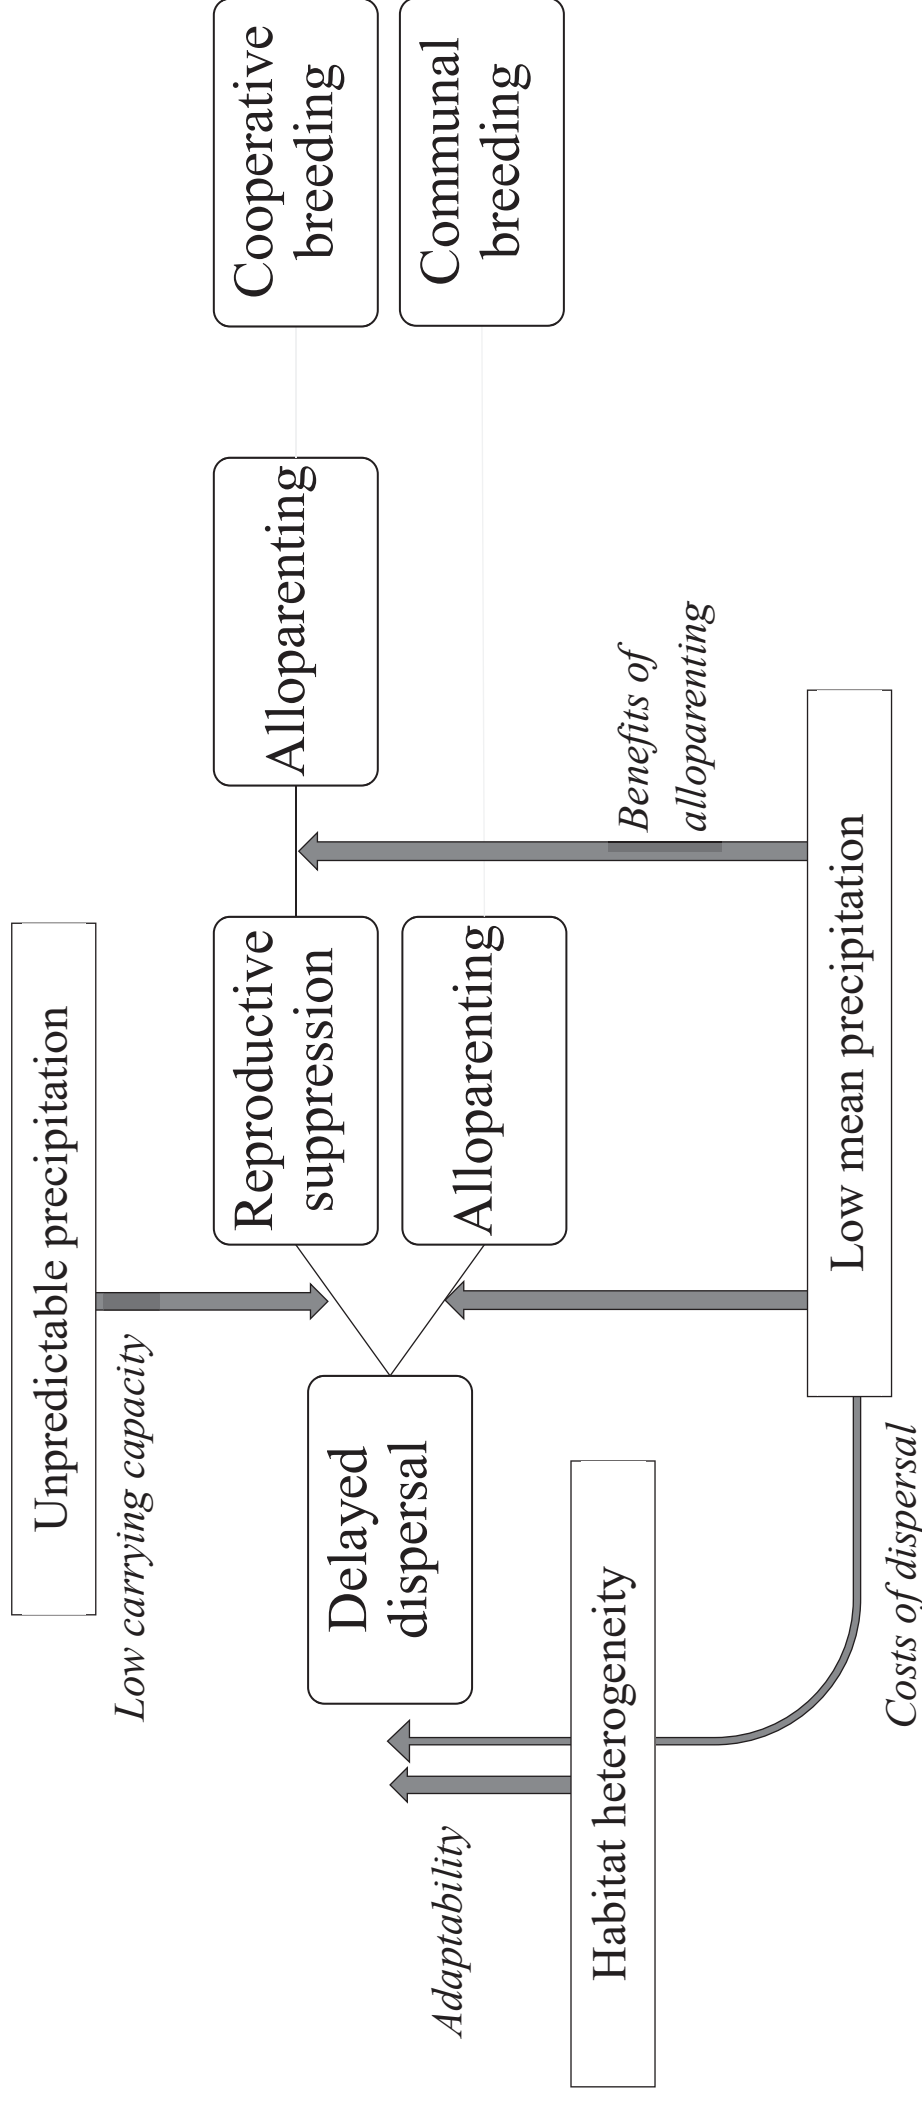 Unpredictable precipitation
Low carrying capacity
Delayed
dispersal
Reproductive
suppression
Alloparenting
Cooperative
breeding
Alloparenting
Communal
breeding
Adaptability
Habitat heterogeneity
Benefits of
alloparenting
Low mean precipitation
Costs of dispersal